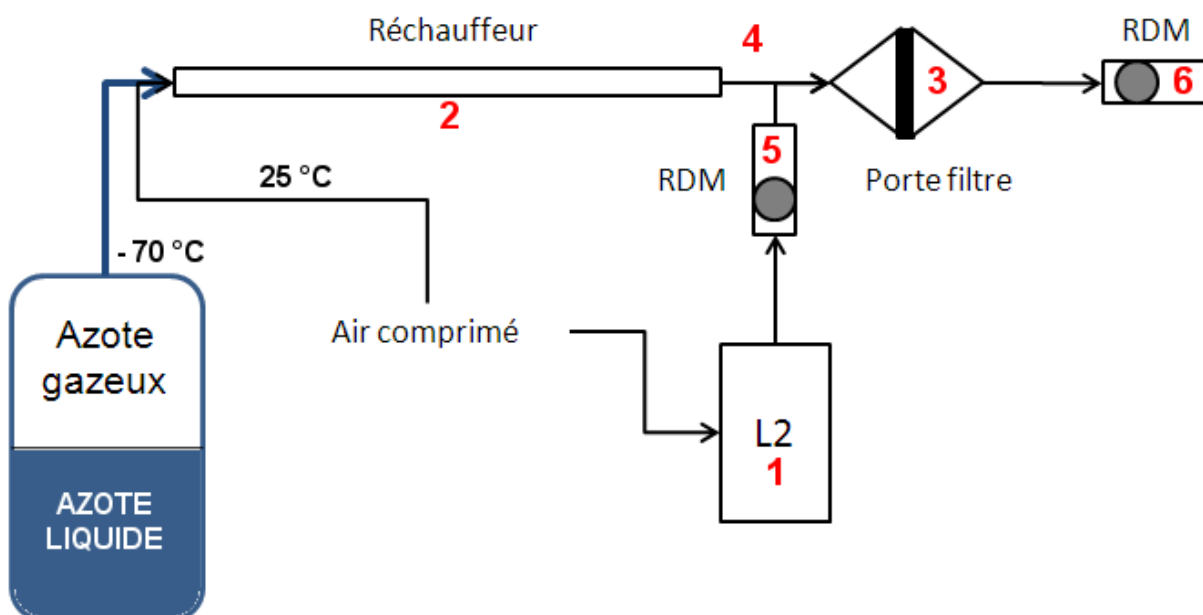 Réchauffeur
4
RDM
2
3
6
25 °C
5
RDM
Porte filtre
- 70 °C
Azote
gazeux
Air comprimé
L2
1
AZOTE
LIQUIDE